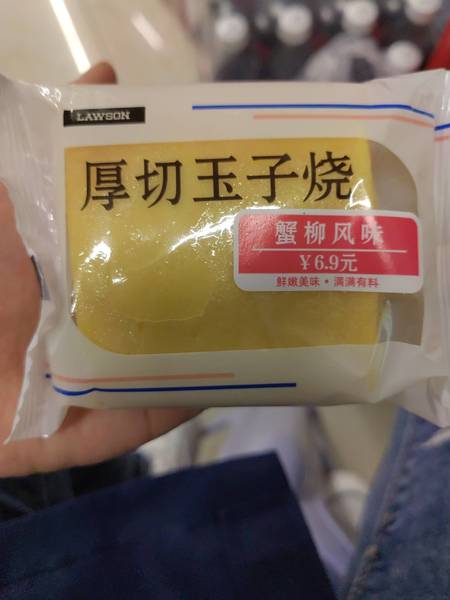 LAWSON
厚切玉子烧
蟹柳风味
￥6.9元
鲜嫩美味·满满有料